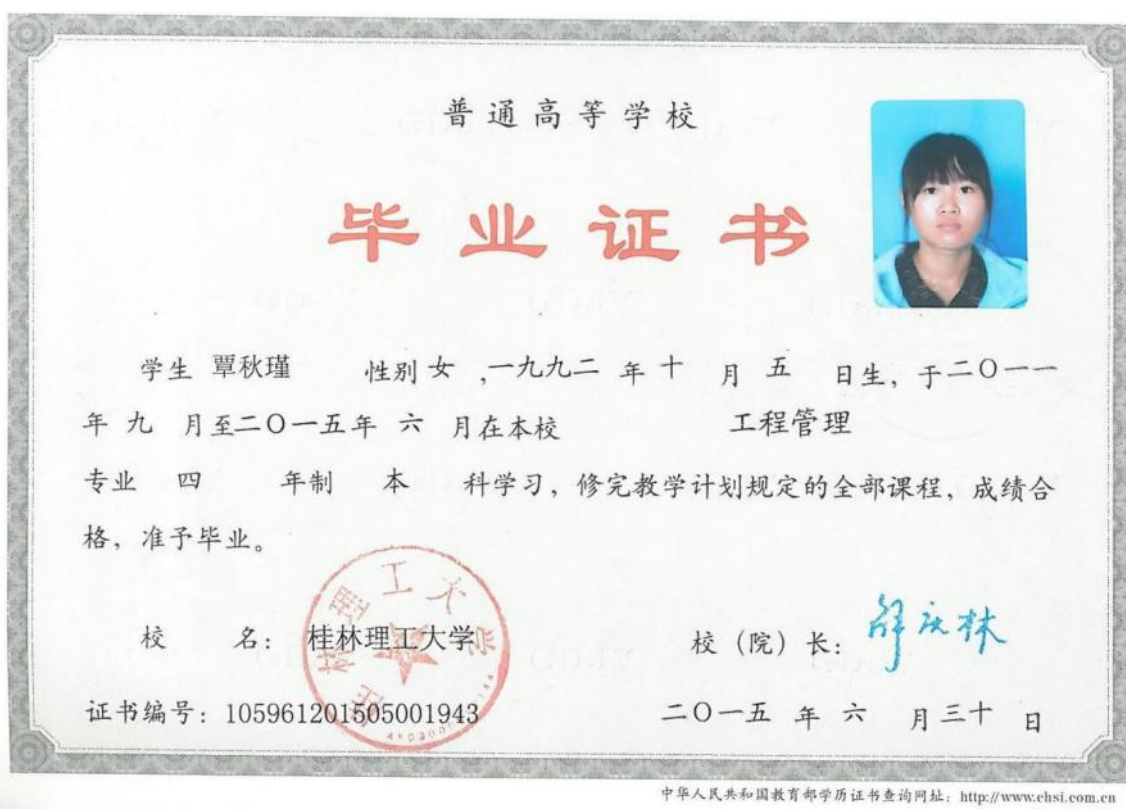 普通高等学校
毕业证书
学生 覃秋瑾 性别 女 ,一九九二 年 十 月 五 日生, 于二〇一一
年 九 月至二〇一五年 六 月在本校 工程管理
专业 四 年制 本 科学习, 修完教学计划规定的全部课程, 成绩合
格, 准予毕业。
桂林理工大学
校 名: 桂林理工大学 校 (院) 长:
证书编号: 105961201505001943 二〇一五 年 六 月 三十 日
中华人民共和国教育部学历证书查询网址: http://www.chsi.com.cn